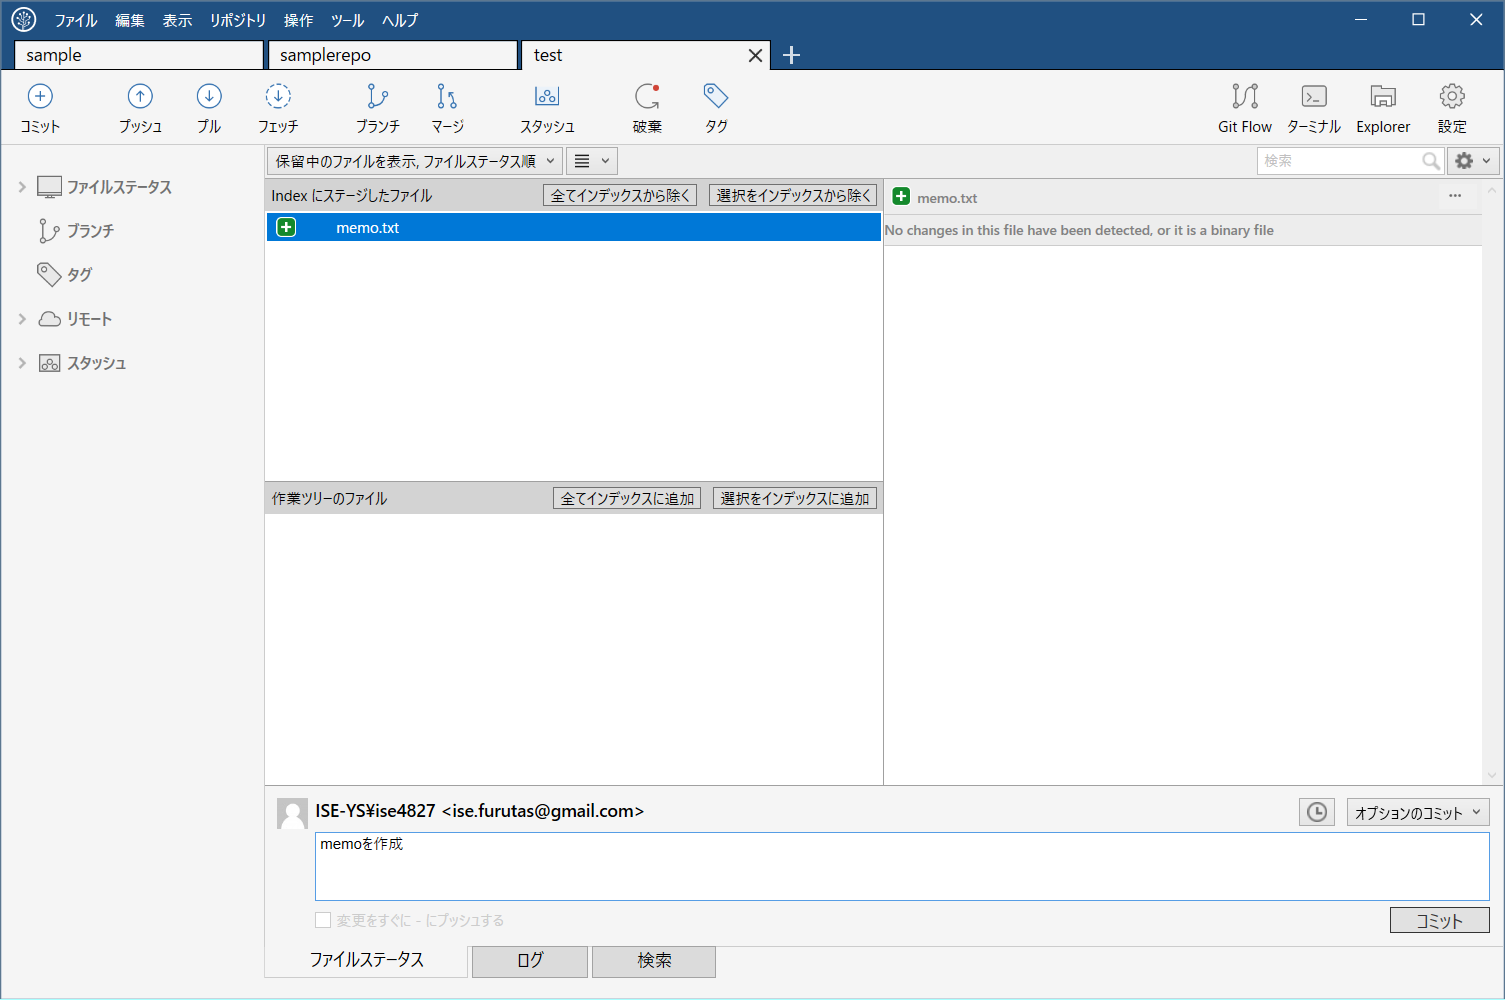 ファイル 編集 表示 リポジトリ 操作 ツール ヘルプ
sample samplerepo test
コミット プッシュ プル フェッチ ブランチ マージ スタッシュ 破棄 タグ Git Flow ターミナル Explorer 設定
保留中のファイルを表示, ファイルステータス順 検索
ファイルステータス
ブランチ
タグ
リモート
スタッシュ
Index にステージしたファイル 全てインデックスから除く 選択をインデックスから除く
memo.txt
memo.txt
No changes in this file have been detected, or it is a binary file
作業ツリーのファイル 全てインデックスに追加 選択をインデックスに追加
ISE-YS¥ise4827 <ise.furutas@gmail.com> オプションのコミット
memoを作成
変更をすぐに - にプッシュする コミット
ファイルステータス ログ 検索